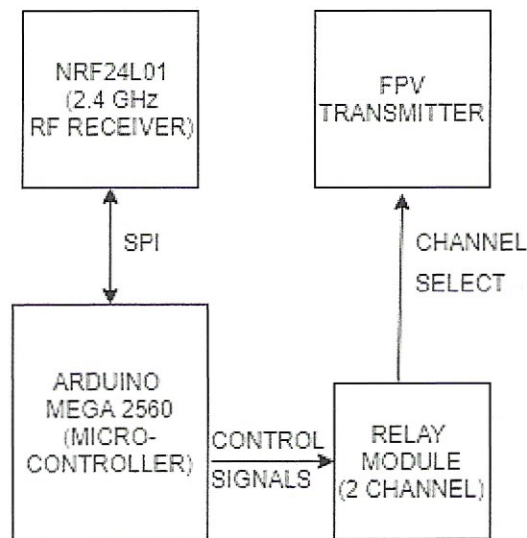 NRF24L01
(2.4 GHz
RF RECEIVER)
FPV
TRANSMITTER
SPI
CHANNEL
SELECT
ARDUINO
MEGA 2560
(MICRO-
CONTROLLER)
CONTROL
SIGNALS
RELAY
MODULE
(2 CHANNEL)